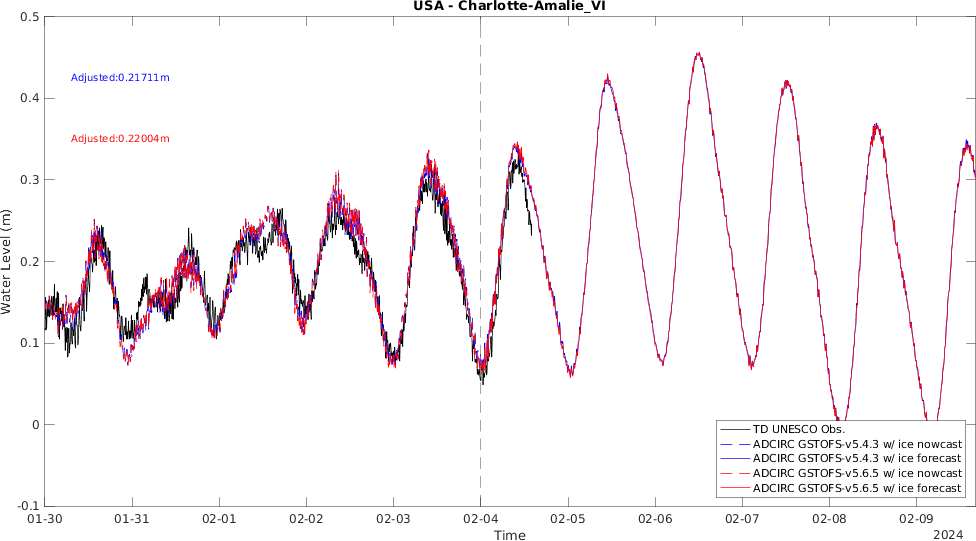 USA - Charlotte-Amalie_VI
0.5
0.4
0.3
0.2
0.1
0
-0.1
Water Level (m)
Adjusted:0.21711m
Adjusted:0.22004m
TD UNESCO Obs.
ADCIRC GSTOFS-v5.4.3 w/ ice nowcast
ADCIRC GSTOFS-v5.4.3 w/ ice forecast
ADCIRC GSTOFS-v5.6.5 w/ ice nowcast
ADCIRC GSTOFS-v5.6.5 w/ ice forecast
01-30 01-31 02-01 02-02 02-03 02-04 02-05 02-06 02-07 02-08 02-09
Time
2024